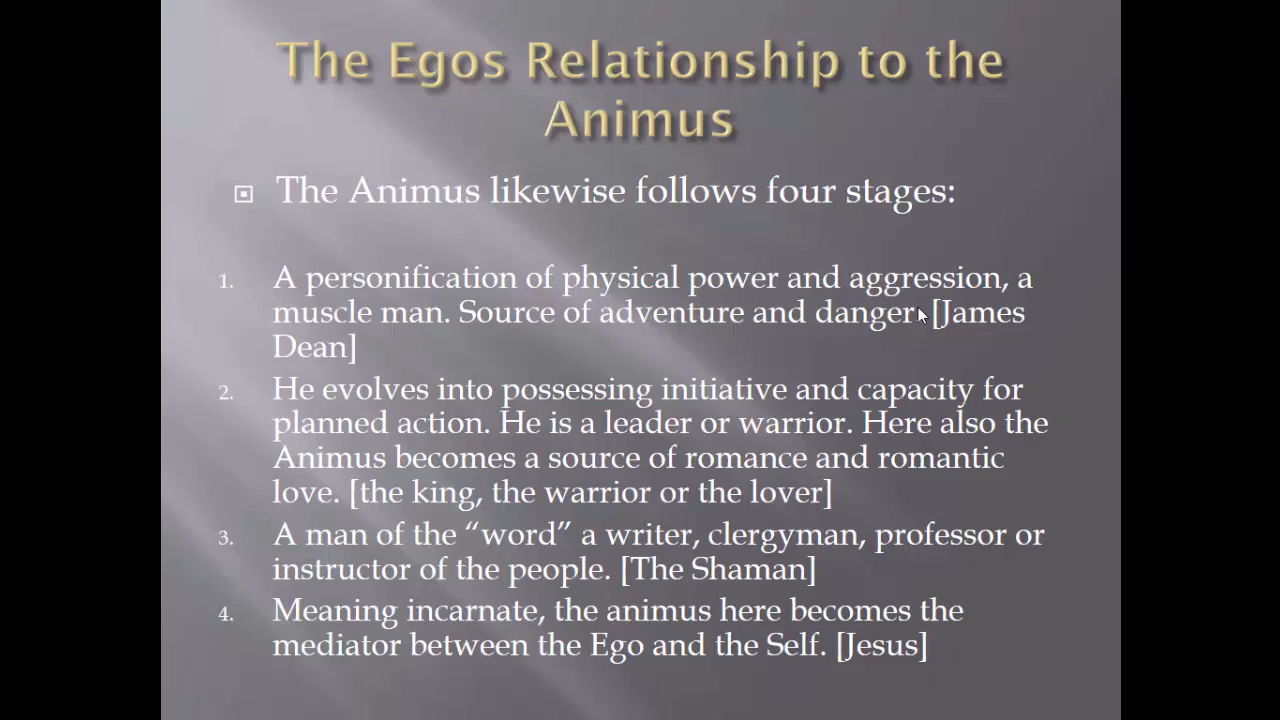 The Egos Relationship to the
Animus
The Animus likewise follows four stages:
1. A personification of physical power and aggression, a
muscle man. Source of adventure and danger. [James
Dean]
2. He evolves into possessing initiative and capacity for
planned action. He is a leader or warrior. Here also the
Animus becomes a source of romance and romantic
love. [the king, the warrior or the lover]
3. A man of the “word” a writer, clergyman, professor or
instructor of the people. [The Shaman]
4. Meaning incarnate, the animus here becomes the
mediator between the Ego and the Self. [Jesus]